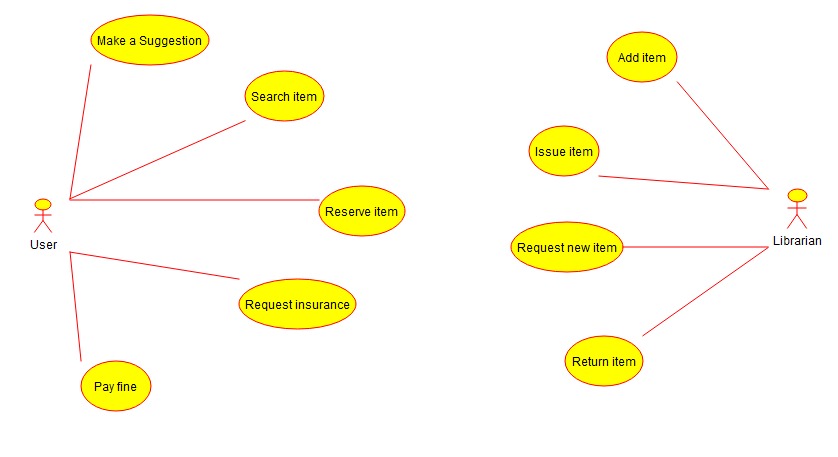 Make a Suggestion
Search item
Reserve item
User
Request insurance
Pay fine
Add item
Issue item
Request new item
Librarian
Return item